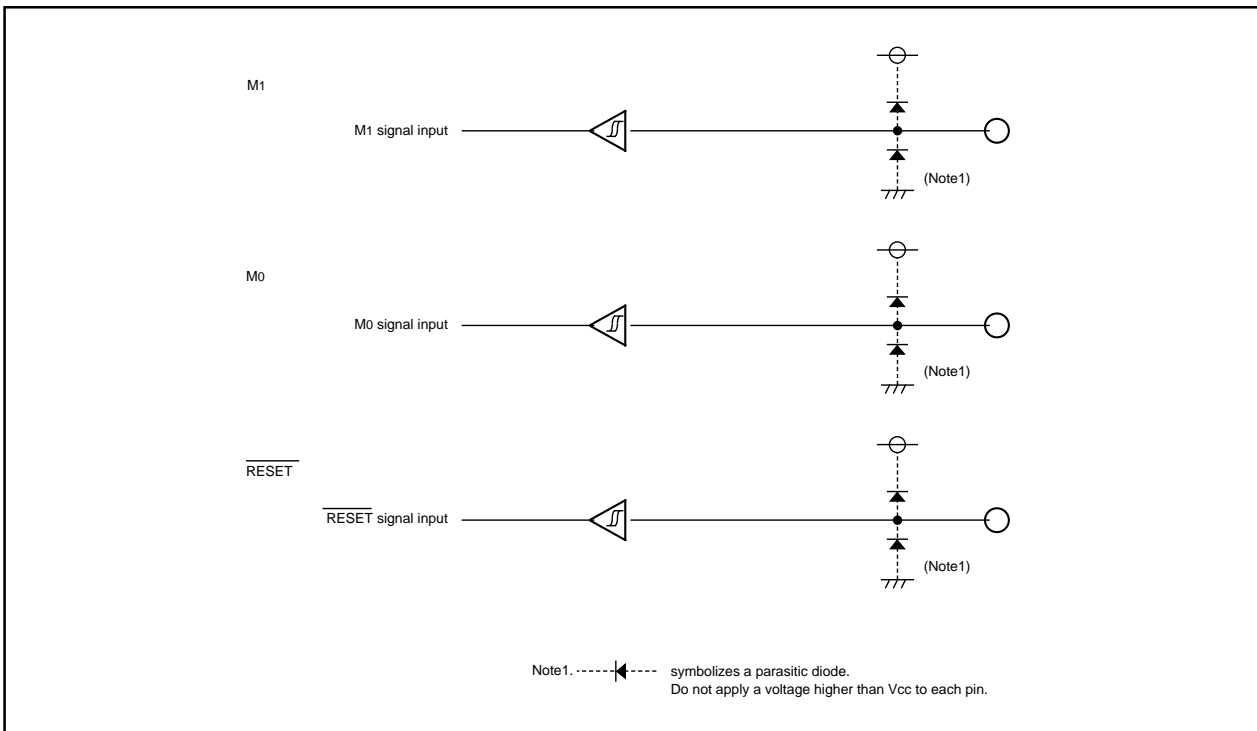 M1
M1 signal input
(Note1)
M0
M0 signal input
(Note1)
RESET
RESET signal input
(Note1)
Note1. symbolizes a parasitic diode.
Do not apply a voltage higher than Vcc to each pin.